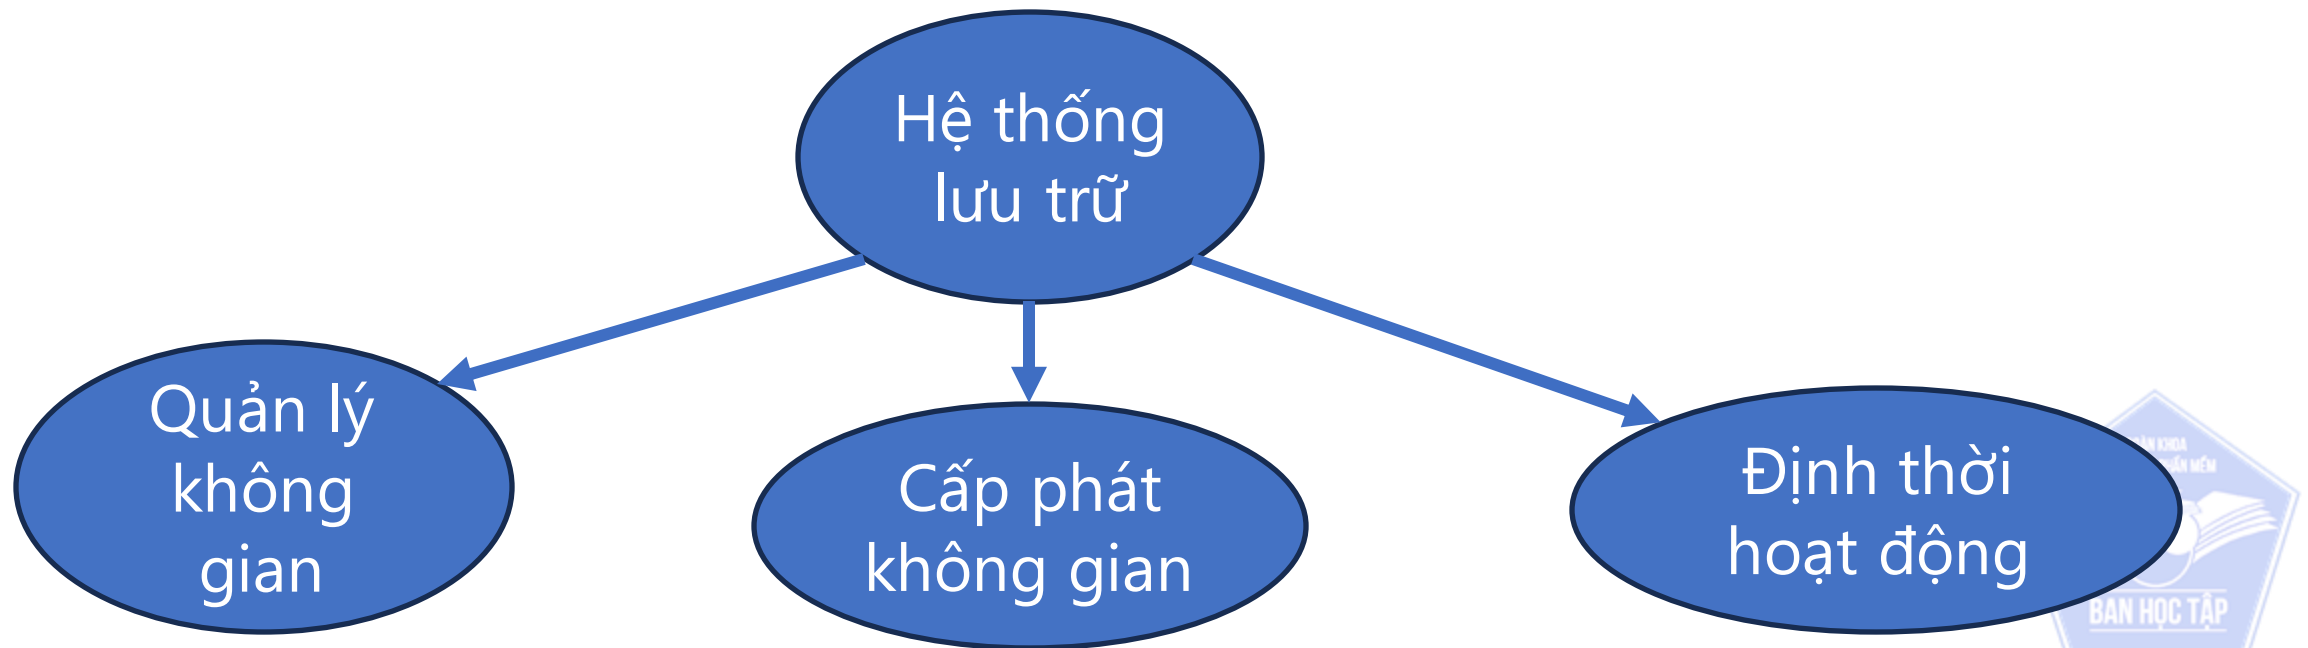 Hệ thống
lưu trữ
Quản lý
không
gian
Cấp phát
không gian
Định thời
hoạt động
BAN HỌC TẬP